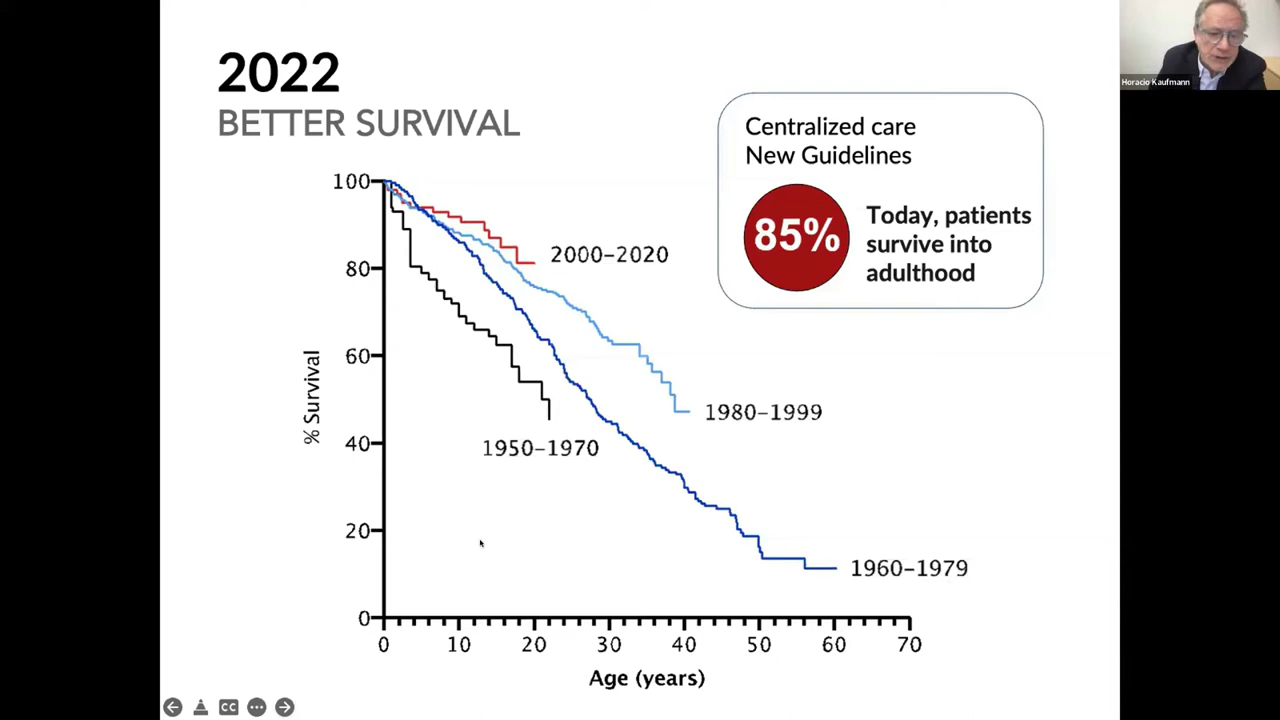 2022
BETTER SURVIVAL
Horacio Kaufmann
Centralized care
New Guidelines
85%
Today, patients
survive into
adulthood
100
80
60
40
20
0
% Survival
2000–2020
1980–1999
1950–1970
1960–1979
0 10 20 30 40 50 60 70
Age (years)
CC